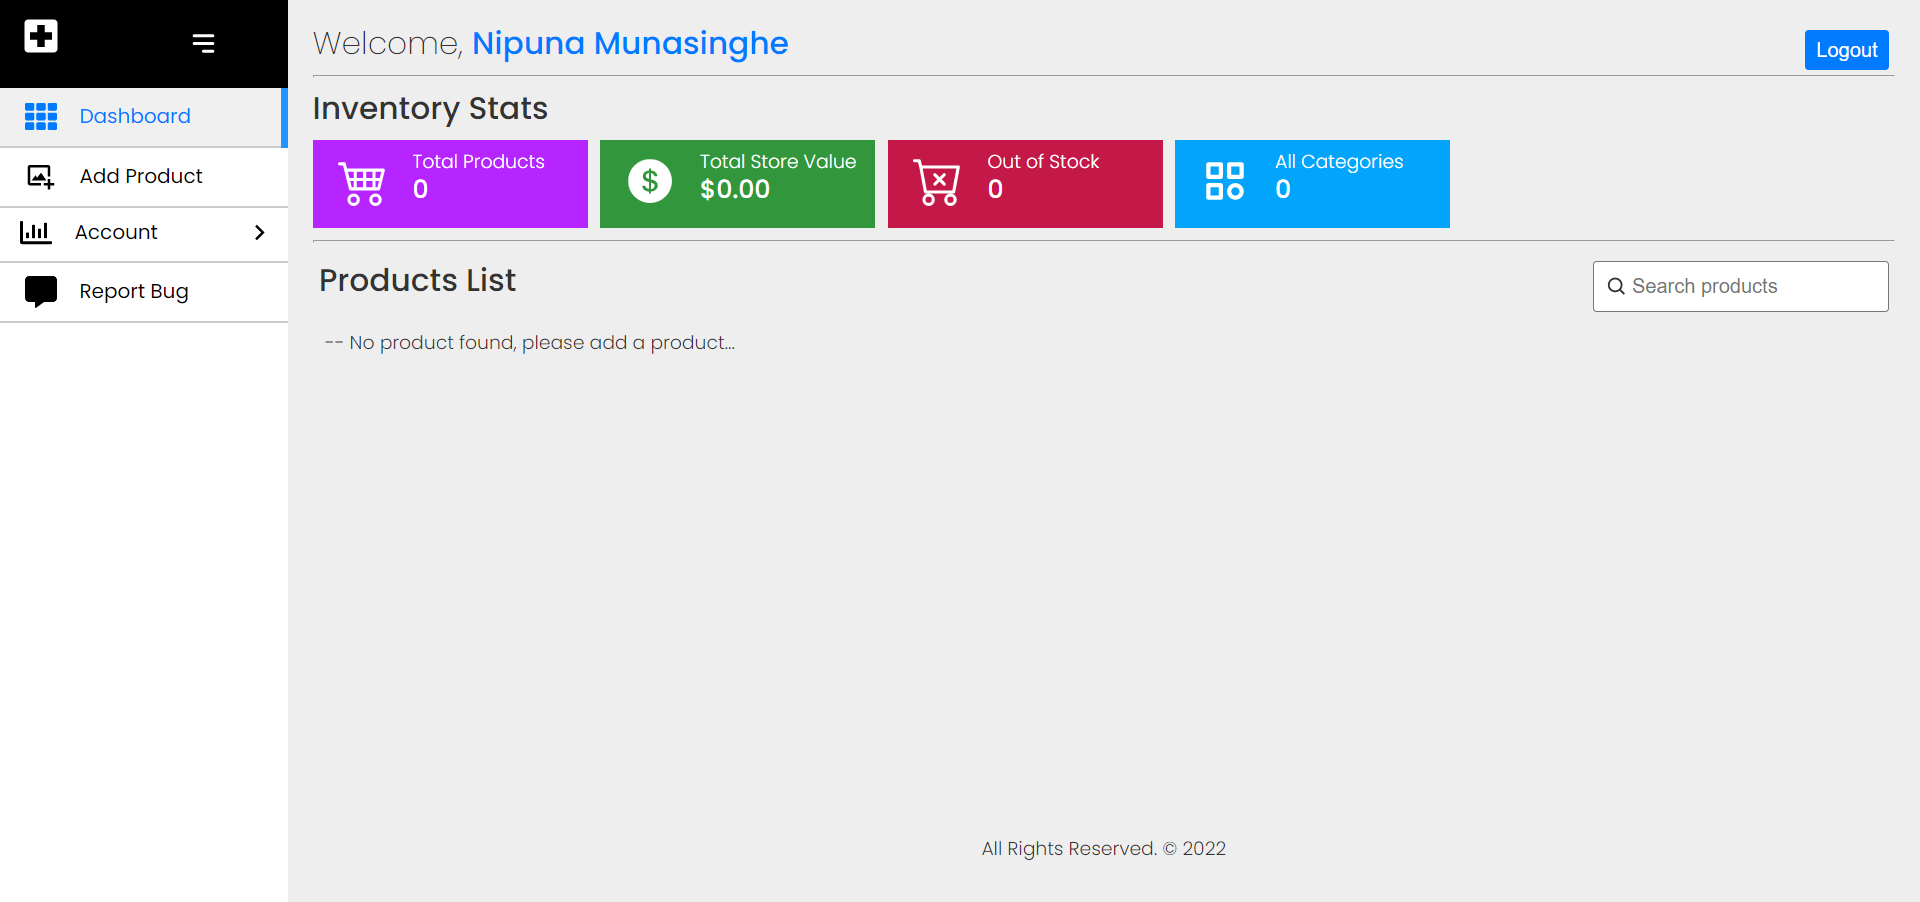 Welcome, Nipuna Munasinghe
Logout
Dashboard
Add Product
Account
Report Bug
Inventory Stats
Total Products
0
Total Store Value
$0.00
Out of Stock
0
All Categories
0
Products List
Search products
-- No product found, please add a product...
All Rights Reserved. © 2022